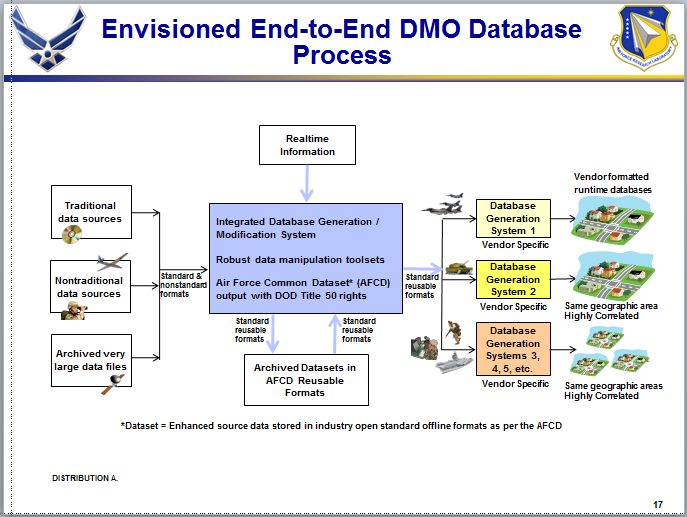 Envisioned End-to-End DMO Database
Process
AIR FORCE RESEARCH LABORATORY
Realtime
Information
Traditional
data sources
Nontraditional
data sources
Archived very
large data files
Standard &
nonstandard
formats
Integrated Database Generation /
Modification System
Robust data manipulation toolsets
Air Force Common Dataset* (AFCD)
output with DOD Title 50 rights
Standard
reusable
formats
Standard
reusable
formats
Archived Datasets in
AFCD Reusable
Formats
Standard
reusable
formats
Database
Generation
System 1
Vendor Specific
Database
Generation
System 2
Vendor Specific
Database
Generation
Systems 3,
4, 5, etc.
Vendor Specific
Vendor formatted
runtime databases
Same geographic area
Highly Correlated
Same geographic areas
Highly Correlated
*Dataset = Enhanced source data stored in industry open standard offline formats as per the AFCD
DISTRIBUTION A.
17